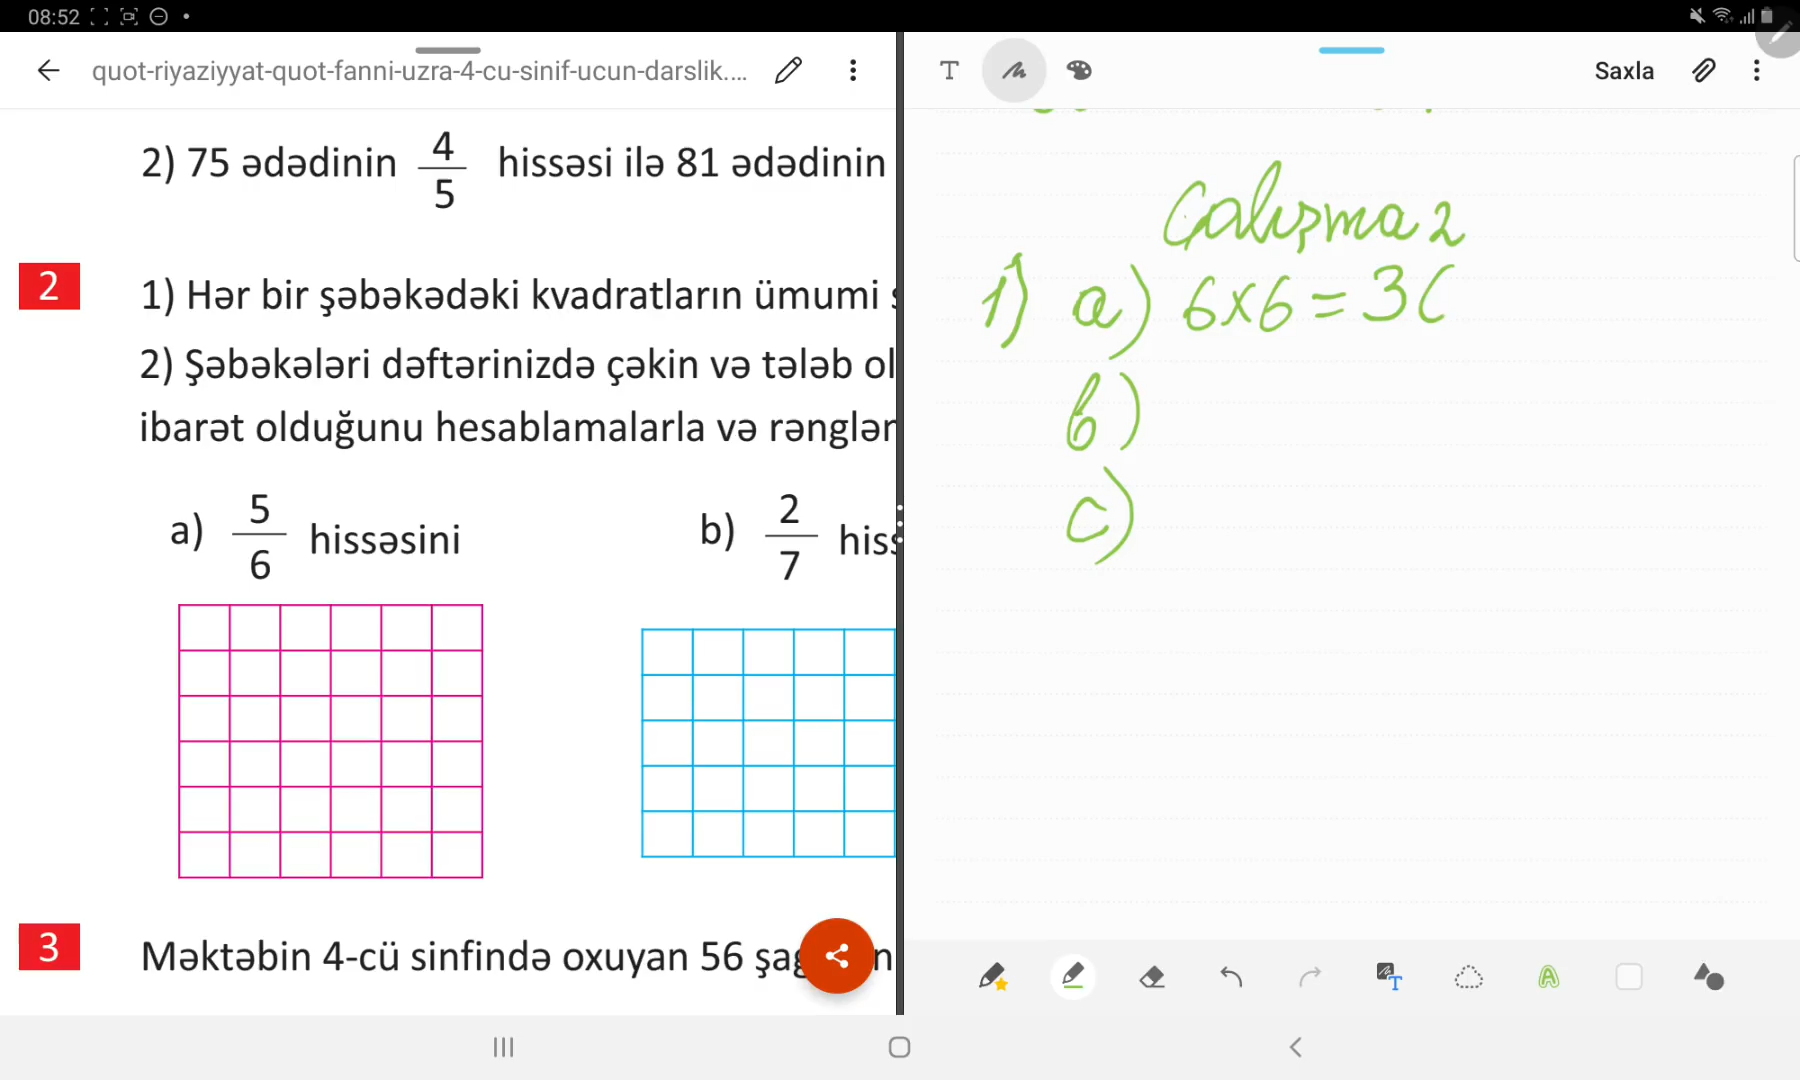 08:52
quot-riyaziyyat-quot-fanni-uzra-4-cu-sinif-ucun-darslik....
2) 75 ədədinin 4/5 hissəsi ilə 81 ədədinin
2
1) Hər bir şəbəkədəki kvadratların ümumi
2) Şəbəkələri dəftərinizdə çəkin və tələb ol
ibarət olduğunu hesablamalarla və rənglər
a) 5/6 hissəsini
b) 2/7 hiss
3
Məktəbin 4-cü sinfində oxuyan 56 şag
T
Saxla
Çalışma 2
1) a) 6x6=3(
b)
c)